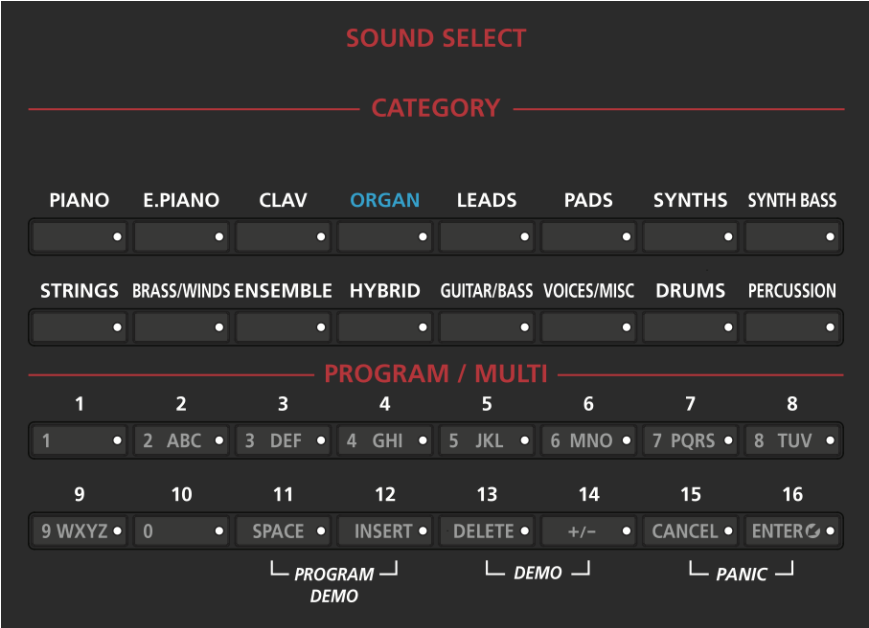 SOUND SELECT
CATEGORY
PIANO E.PIANO CLAV ORGAN LEADS PADS SYNTHS SYNTH BASS
STRINGS BRASS/WINDS ENSEMBLE HYBRID GUITAR/BASS VOICES/MISC DRUMS PERCUSSION
PROGRAM / MULTI
1 2 3 4 5 6 7 8
1 2 ABC 3 DEF 4 GHI 5 JKL 6 MNO 7 PQRS 8 TUV
9 10 11 12 13 14 15 16
9 WXYZ 0 SPACE INSERT DELETE +/− CANCEL ENTER
PROGRAM DEMO PANIC
DEMO